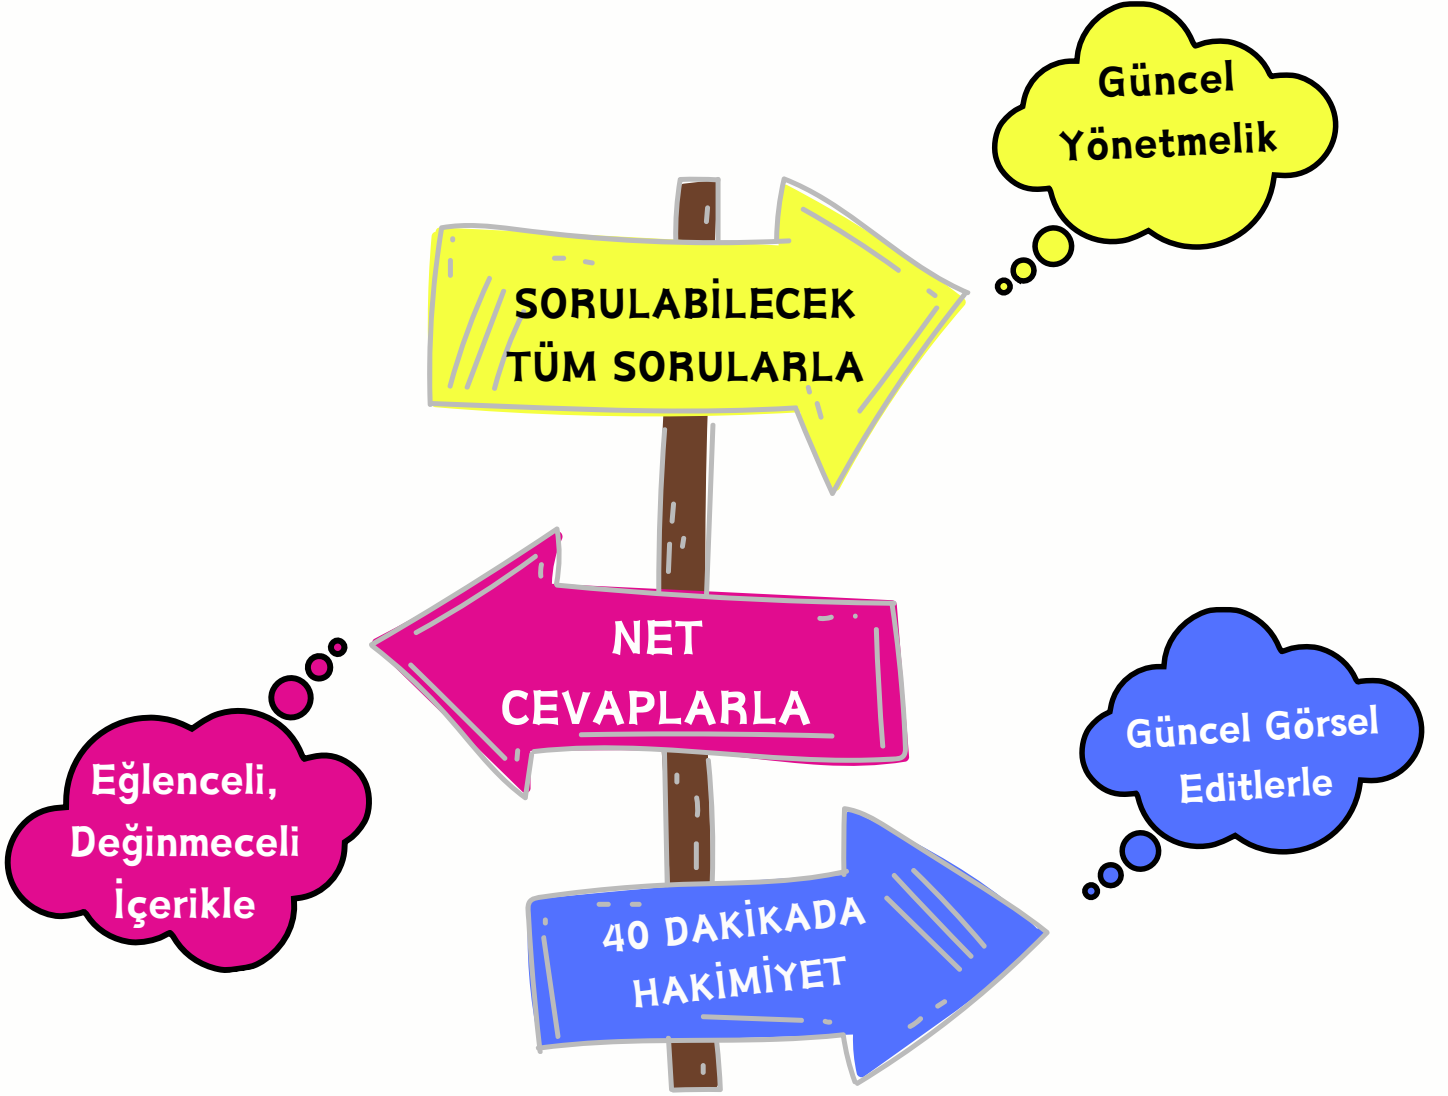 Güncel
Yönetmelik
SORULABİLECEK
TÜM SORULARLA
NET
CEVAPLARLA
Eğlenceli,
Değinmeceli
İçerikle
Güncel Görsel
Editlerle
40 DAKİKADA
HAKİMİYET